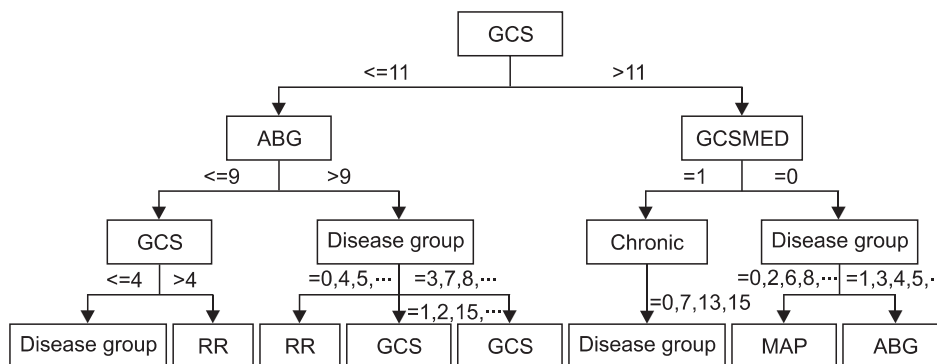 GCS
<=11 >11
ABG GCSMED
<=9 >9 =1 =0
GCS Disease group Chronic Disease group
<=4 >4 =0,4,5,... =3,7,8,... =0,2,6,8,... =1,3,4,5,..
=1,2,15,... =0,7,13,15
Disease group RR RR GCS GCS Disease group MAP ABG